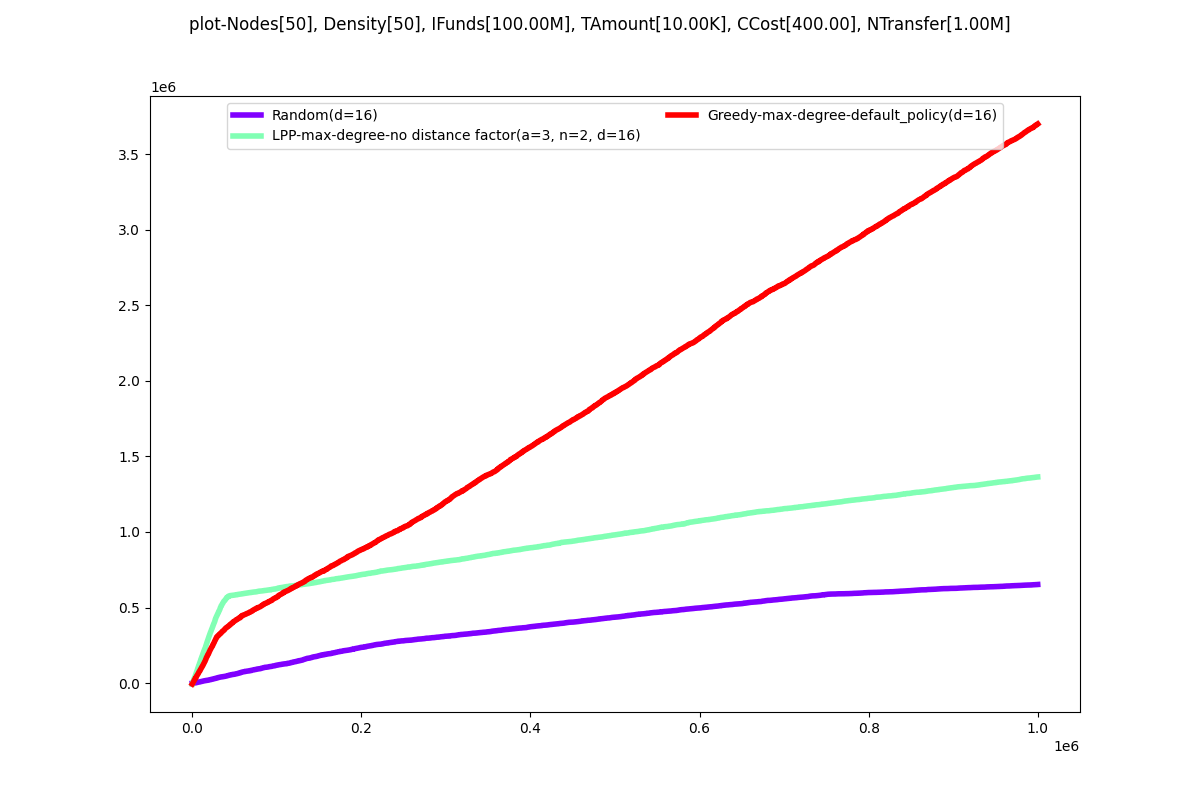 plot-Nodes[50], Density[50], IFunds[100.00M], TAmount[10.00K], CCost[400.00], NTransfer[1.00M]
1e6
Random(d=16)
LPP-max-degree-no distance factor(a=3, n=2, d=16)
Greedy-max-degree-default_policy(d=16)
3.5
3.0
2.5
2.0
1.5
1.0
0.5
0.0
0.0 0.2 0.4 0.6 0.8 1.0
1e6